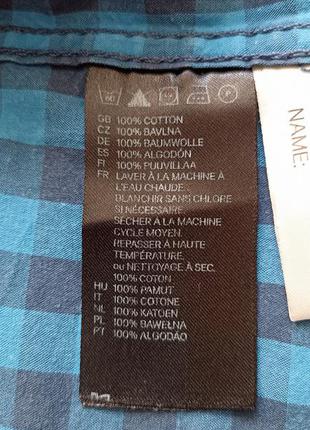 60
GB 100% COTTON
CZ 100% BAVLNA
DE 100% BAUMWOLLE
ES 100% ALGODÓN
FI 100% PUUVILLAA
FR LAVER À LA MACHINE À
L'EAU CHAUDE.
BLANCHIR SANS CHLORE
SI NÉCESSAIRE
SÉCHER À LA MACHINE
CYCLE MOYEN.
REPASSER À HAUTE
TEMPÉRATURE.
ou NETTOYAGE À SEC.
100% COTON
HU 100% PAMUT
IT 100% COTONE
NL 100% KATOEN
PL 100% BAWEŁNA
PT 100% ALGODÃO
NAME: